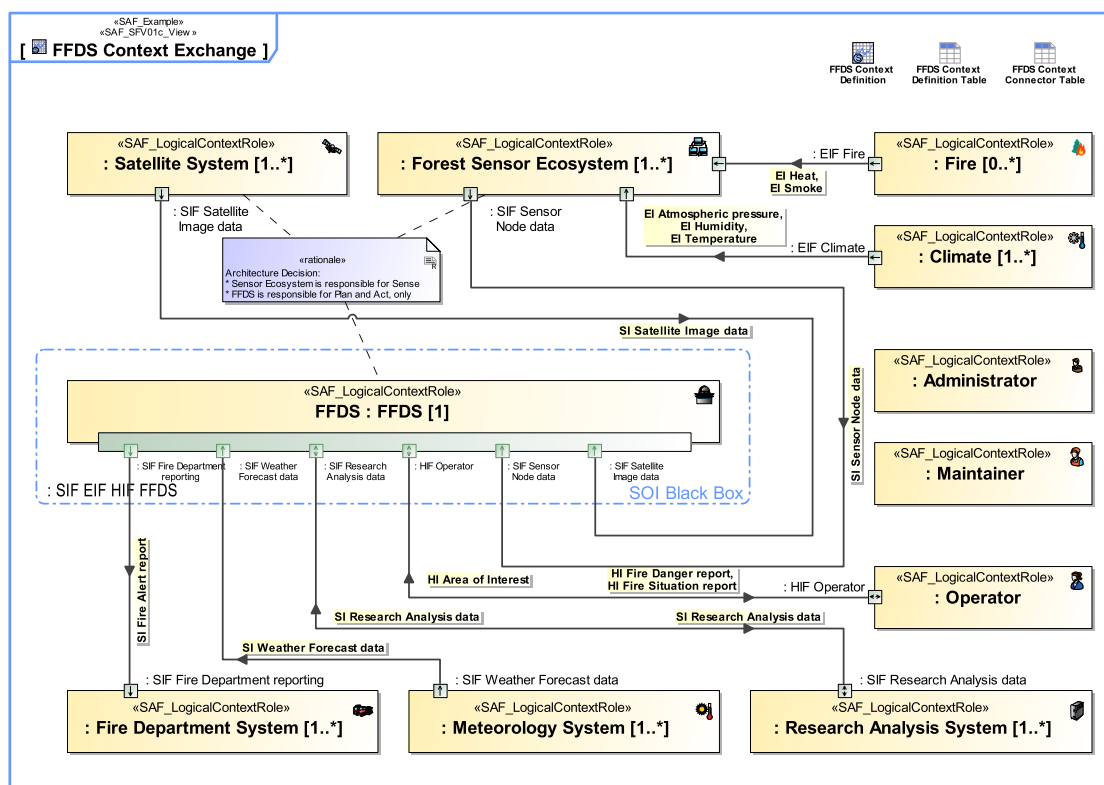 «SAF_Example»
«SAF_SFV01c_View »
[ FFDS Context Exchange ]
FFDS Context
Definition
FFDS Context
Definition Table
FFDS Context
Connector Table
«SAF_LogicalContextRole»
: Satellite System [1..*]
«SAF_LogicalContextRole»
: Forest Sensor Ecosystem [1..*]
: EIF Fire
EI Heat,
EI Smoke
«SAF_LogicalContextRole»
: Fire [0..*]
: SIF Satellite
Image data
: SIF Sensor
Node data
EI Atmospheric pressure,
EI Humidity,
EI Temperature
: EIF Climate
«SAF_LogicalContextRole»
: Climate [1..*]
«rationale»
Architecture Decision:
* Sensor Ecosystem is responsible for Sense
* FFDS is responsible for Plan and Act, only
SI Satellite Image data
SI Sensor Node data
«SAF_LogicalContextRole»
: Administrator
«SAF_LogicalContextRole»
FFDS : FFDS [1]
«SAF_LogicalContextRole»
: Maintainer
: SIF Fire Department
reporting
: SIF Weather
Forecast data
: SIF Research
Analysis data
: HIF Operator
: SIF Sensor
Node data
: SIF Satellite
Image data
: SIF EIF HIF FFDS
SOI Black Box
SI Fire Alert report
HI Area of Interest
HI Fire Danger report,
HI Fire Situation report
: HIF Operator
«SAF_LogicalContextRole»
: Operator
SI Research Analysis data
SI Research Analysis data
SI Weather Forecast data
: SIF Fire Department reporting
: SIF Weather Forecast data
: SIF Research Analysis data
«SAF_LogicalContextRole»
: Fire Department System [1..*]
«SAF_LogicalContextRole»
: Meteorology System [1..*]
«SAF_LogicalContextRole»
: Research Analysis System [1..*]